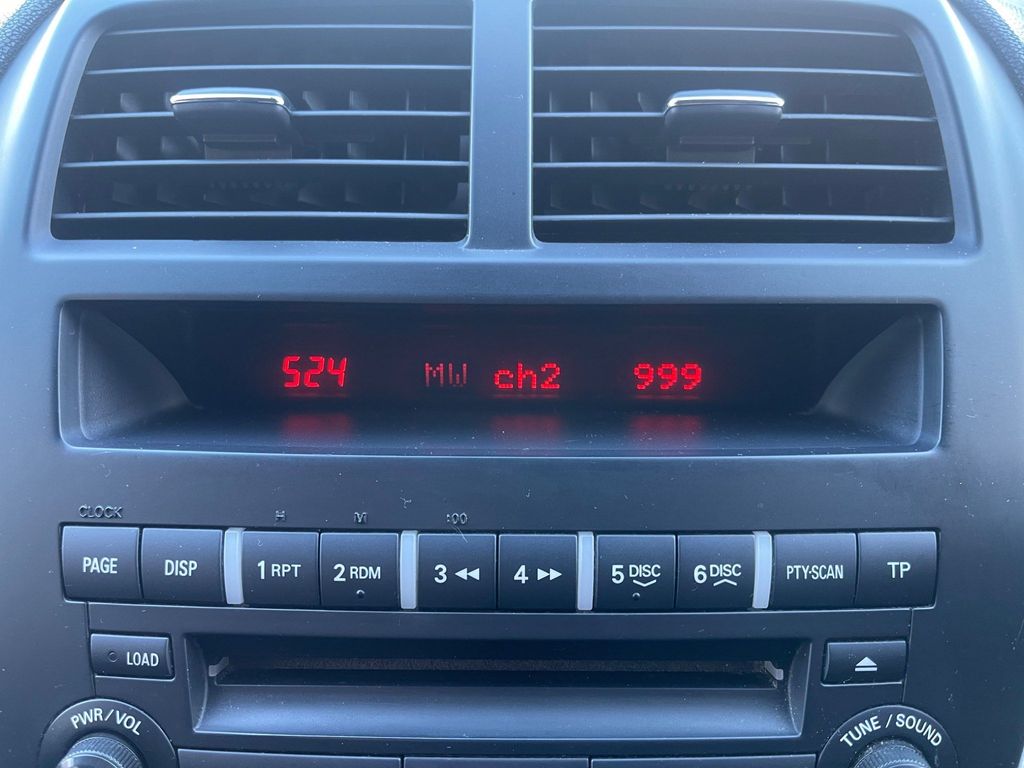 524 MW ch2 999
CLOCK H M :00
PAGE DISP 1 RPT 2 RDM 3 ◀◀ 4 ▶▶ 5 DISC 6 DISC PTY·SCAN TP
LOAD
PWR/VOL TUNE / SOUND